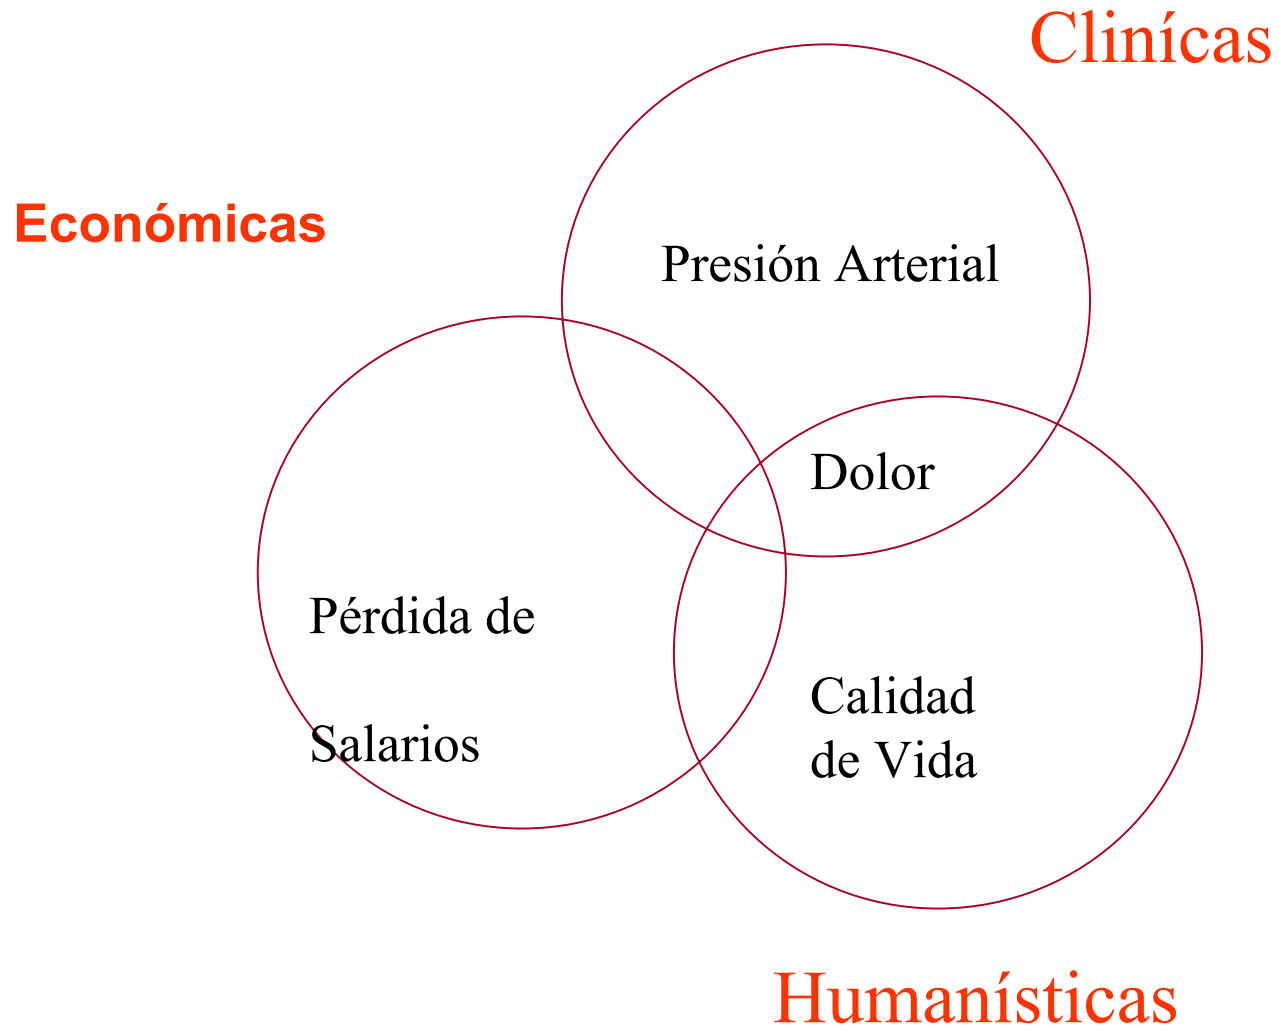 Clinícas
Económicas
Presión Arterial
Dolor
Pérdida de
Salarios
Calidad
de Vida
Humanísticas